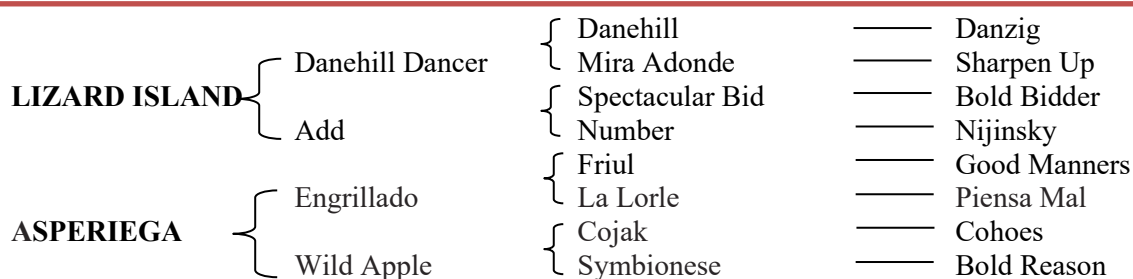 Danehill Danzig
Danehill Dancer
Mira Adonde Sharpen Up
LIZARD ISLAND
Spectacular Bid Bold Bidder
Add
Number Nijinsky
Friul Good Manners
Engrillado
La Lorle Piensa Mal
ASPERIEGA
Cojak Cohoes
Wild Apple
Symbionese Bold Reason